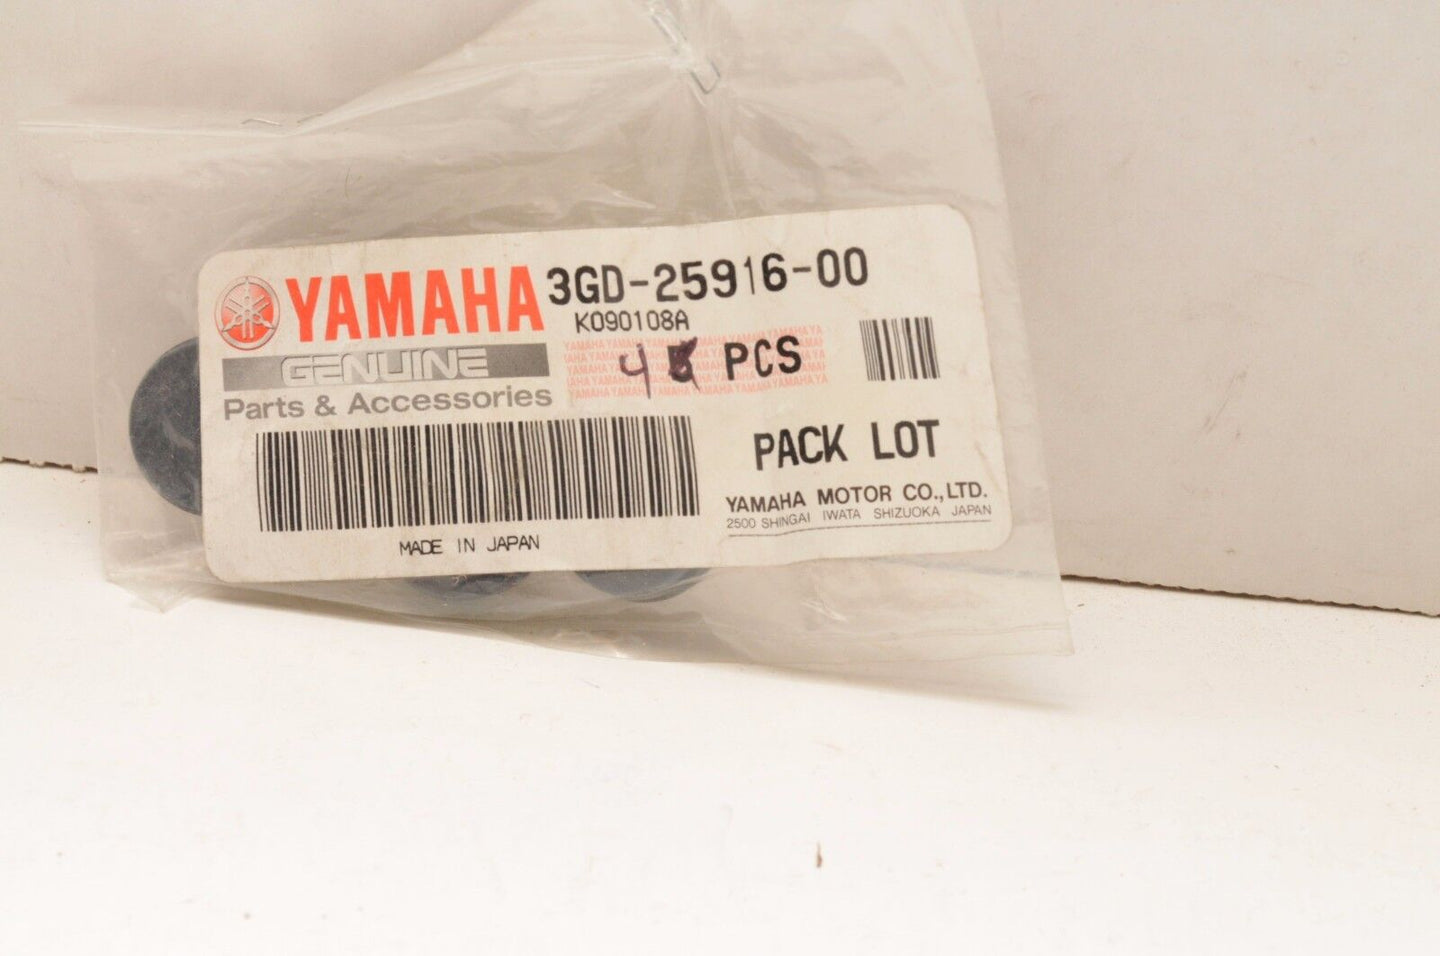 YAMAHA 3GD-25916-00
K090108A
GENUINE
4 PCS
Parts & Accessories
PACK LOT
YAMAHA MOTOR CO.,LTD.
2500 SHINGAI IWATA SHIZUOKA JAPAN
MADE IN JAPAN